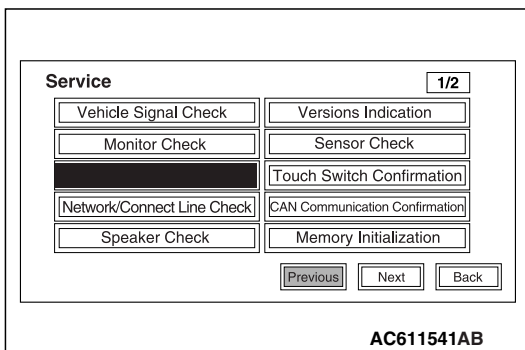 Service 1/2
Vehicle Signal Check Versions Indication
Monitor Check Sensor Check
Touch Switch Confirmation
Network/Connect Line Check CAN Communication Confirmation
Speaker Check Memory Initialization
Previous Next Back
AC611541AB